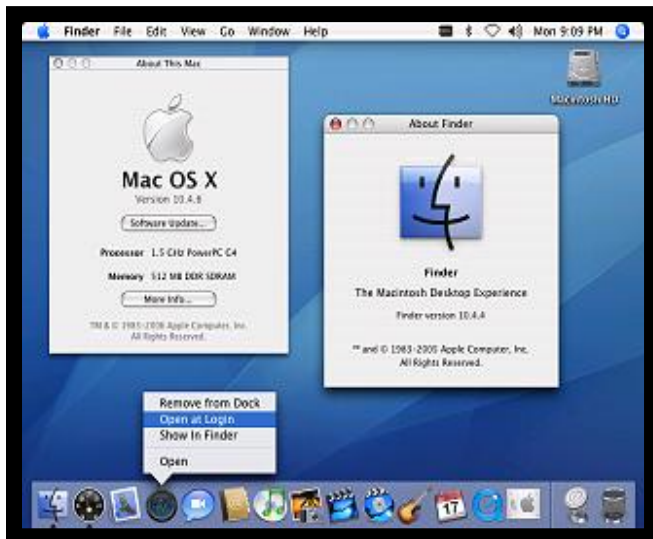 Finder File Edit View Go Window Help Mon 9:09 PM
Macintosh HD
About This Mac
Mac OS X
Version 10.4.8
Software Update...
Processor 1.5 GHz PowerPC G4
Memory 512 MB DDR SDRAM
More Info...
TM & © 1983-2006 Apple Computer, Inc.
All Rights Reserved.
About Finder
Finder
The Macintosh Desktop Experience
Finder version 10.4.4
™ and © 1983-2005 Apple Computer, Inc.
All Rights Reserved.
Remove from Dock
Open at Login
Show In Finder
Open
17